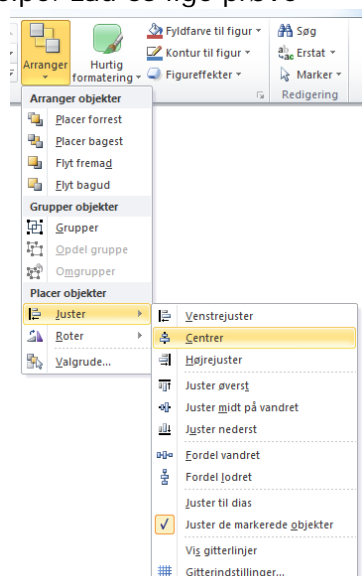 Arranger
Hurtig
formatering
Fyldfarve til figur
Kontur til figur
Figureffekter
Søg
Erstat
Marker
Redigering
Arranger objekter
Placer forrest
Placer bagest
Flyt fremad
Flyt bagud
Grupper objekter
Grupper
Opdel gruppe
Omgrupper
Placer objekter
Juster
Roter
Valgrude...
Venstrejuster
Centrer
Højrejuster
Juster øverst
Juster midt på vandret
Juster nederst
Fordel vandret
Fordel lodret
Juster til dias
Juster de markerede objekter
Vis gitterlinjer
Gitterindstillinger...